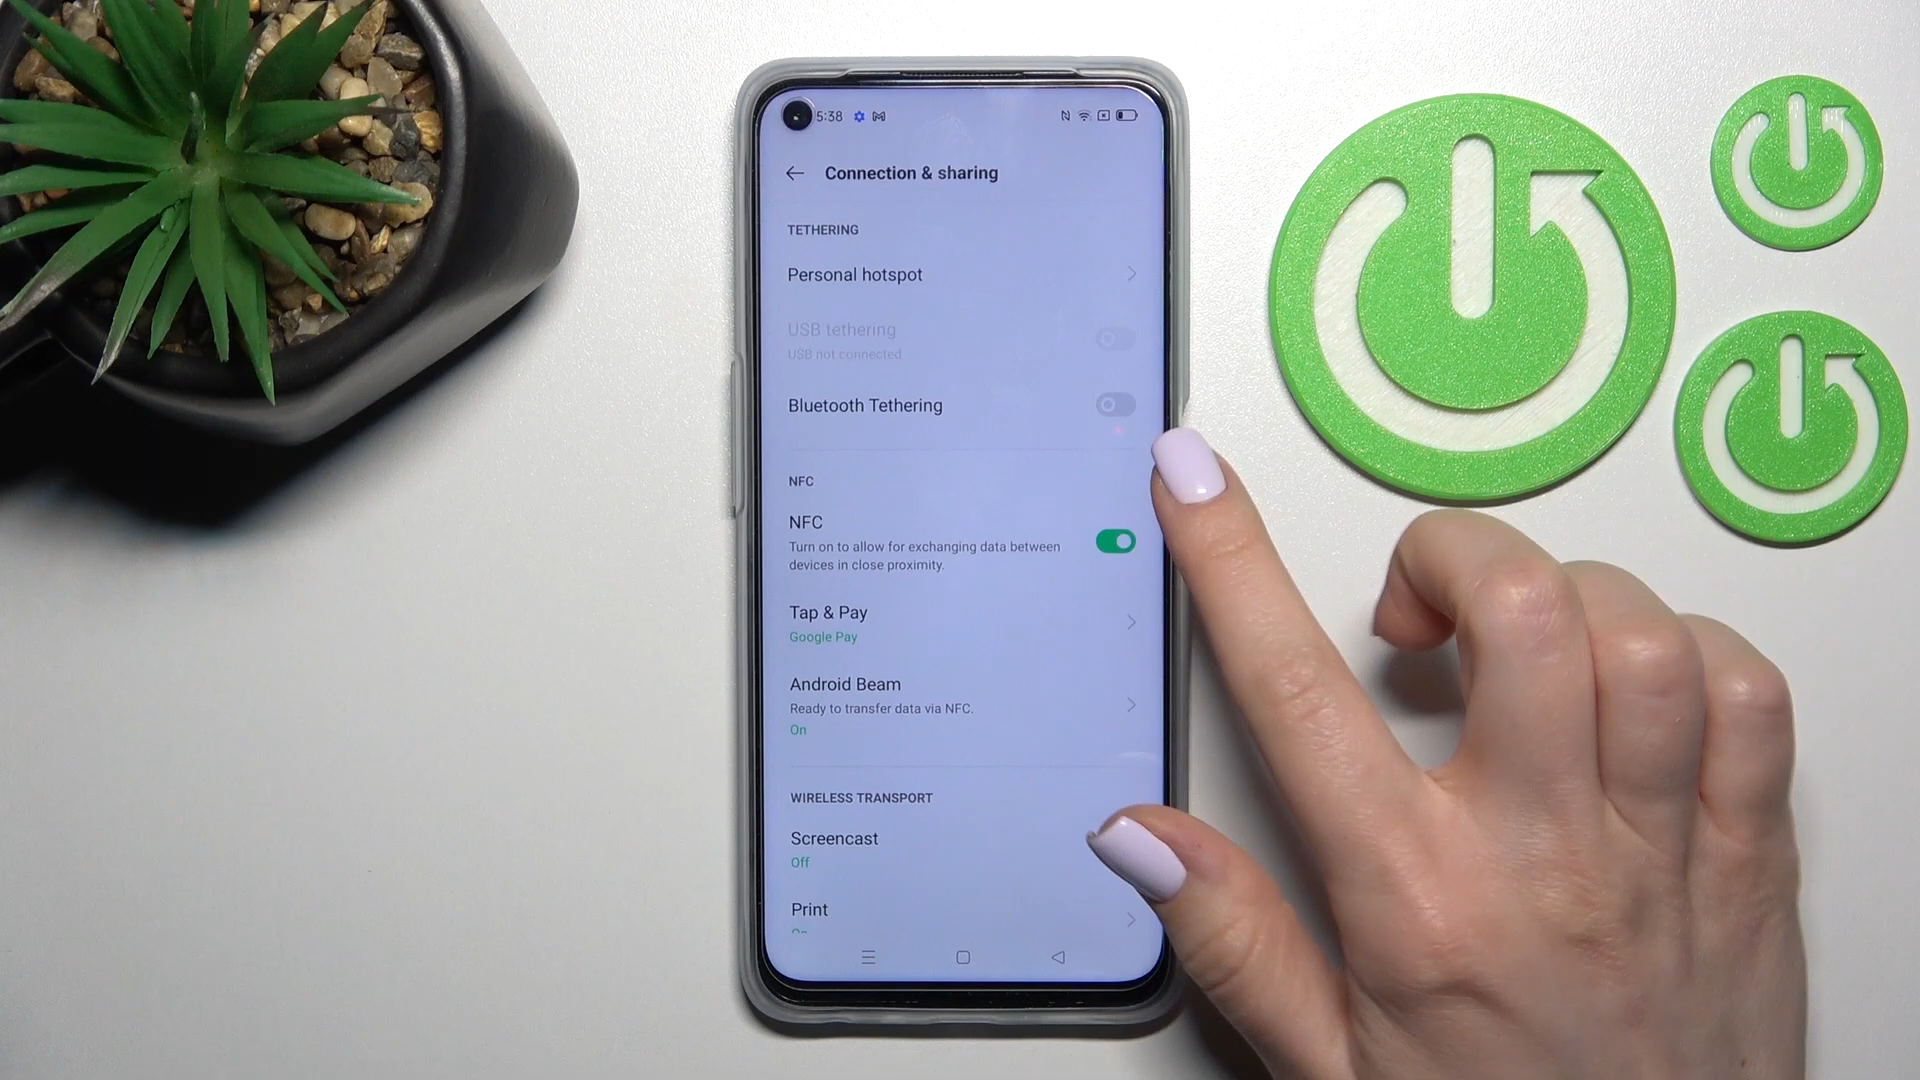 5:38
Connection & sharing
TETHERING
Personal hotspot
USB tethering
USB not connected
Bluetooth Tethering
NFC
NFC
Turn on to allow for exchanging data between
devices in close proximity.
Tap & Pay
Google Pay
Android Beam
Ready to transfer data via NFC.
On
WIRELESS TRANSPORT
Screencast
Off
Print